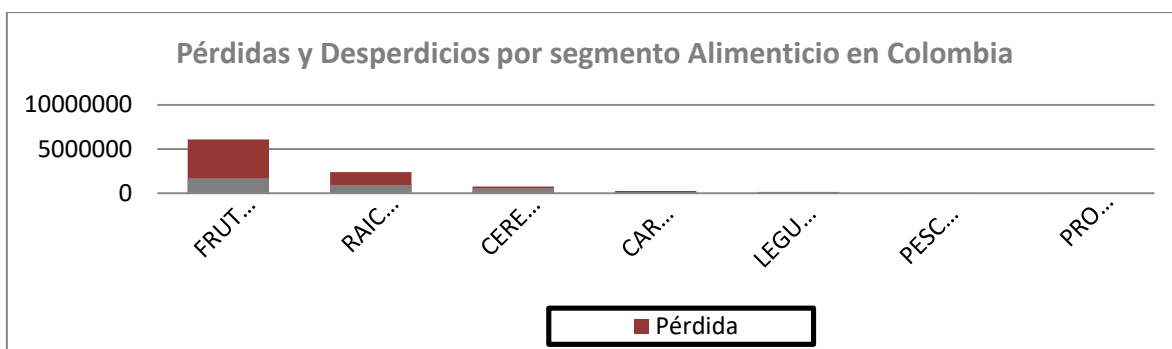 Pérdidas y Desperdicios por segmento Alimenticio en Colombia
10000000
5000000
0
FRUT...
RAIC...
CERE...
CAR...
LEGU...
PESC...
PRO...
Pérdida